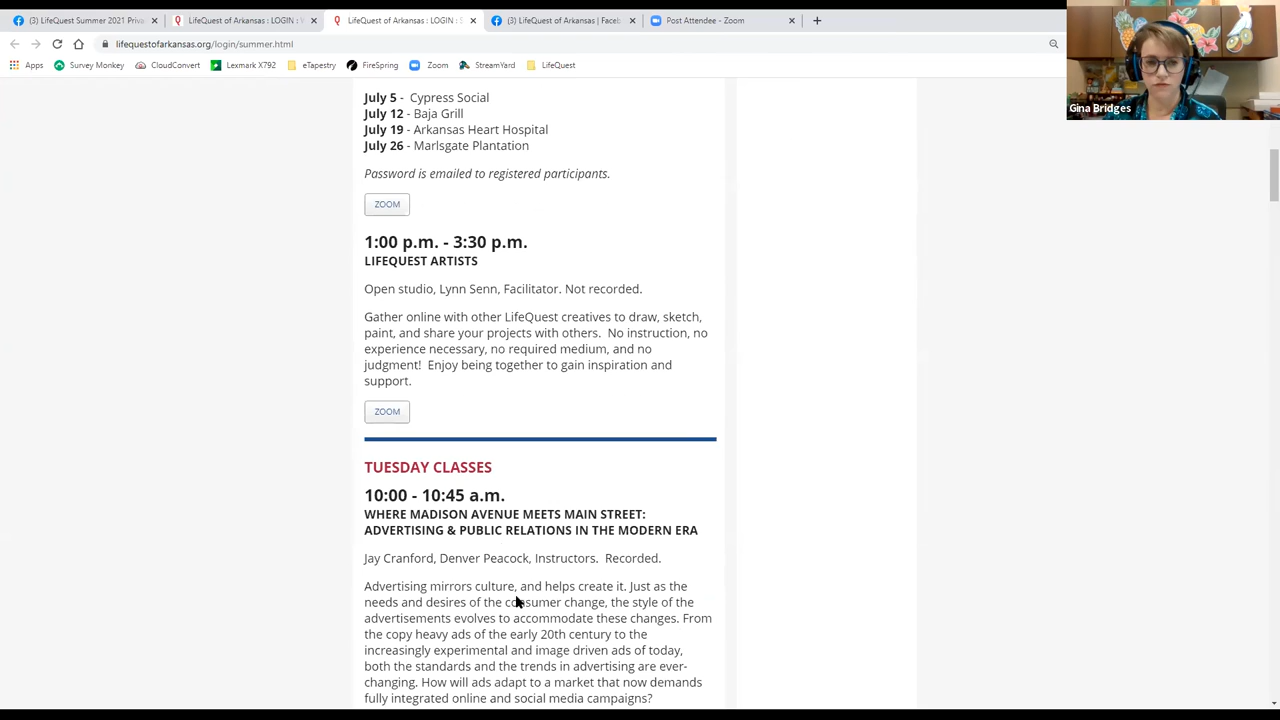 (3) LifeQuest Summer 2021 Priva
LifeQuest of Arkansas : LOGIN :
LifeQuest of Arkansas : LOGIN : S
(3) LifeQuest of Arkansas | Faceb
Post Attendee - Zoom
lifequestofarkansas.org/login/summer.html
Apps
Survey Monkey
CloudConvert
Lexmark X792
eTapestry
FireSpring
Zoom
StreamYard
LifeQuest
Gina Bridges
July 5 - Cypress Social
July 12 - Baja Grill
July 19 - Arkansas Heart Hospital
July 26 - Marlsgate Plantation
Password is emailed to registered participants.
ZOOM
1:00 p.m. - 3:30 p.m.
LIFEQUEST ARTISTS
Open studio, Lynn Senn, Facilitator. Not recorded.
Gather online with other LifeQuest creatives to draw, sketch,
paint, and share your projects with others. No instruction, no
experience necessary, no required medium, and no
judgment! Enjoy being together to gain inspiration and
support.
ZOOM
TUESDAY CLASSES
10:00 - 10:45 a.m.
WHERE MADISON AVENUE MEETS MAIN STREET:
ADVERTISING & PUBLIC RELATIONS IN THE MODERN ERA
Jay Cranford, Denver Peacock, Instructors. Recorded.
Advertising mirrors culture, and helps create it. Just as the
needs and desires of the consumer change, the style of the
advertisements evolves to accommodate these changes. From
the copy heavy ads of the early 20th century to the
increasingly experimental and image driven ads of today,
both the standards and the trends in advertising are ever-
changing. How will ads adapt to a market that now demands
fully integrated online and social media campaigns?